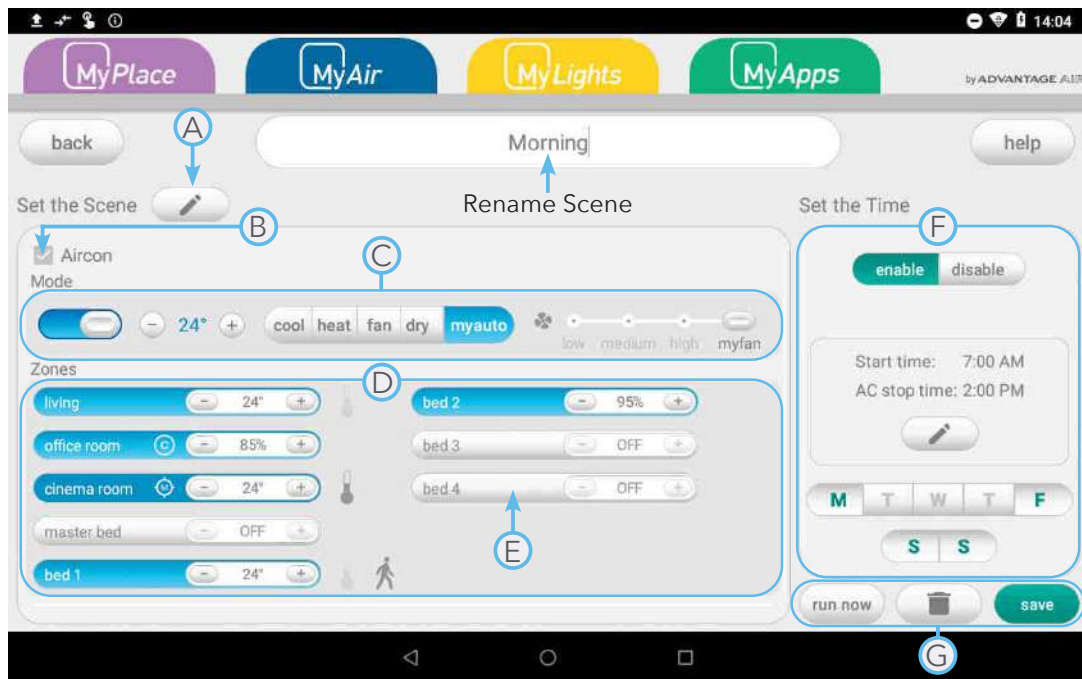 14:04
MyPlace MyAir MyLights MyApps by ADVANTAGE AIR
A
back Morning help
Set the Scene Rename Scene Set the Time
B F
Aircon C enable disable
Mode
24° cool heat fan dry myauto low medium high myfan
Zones D
living - 24° + bed 2 - 95% +
office room C - 85% + bed 3 - OFF +
cinema room M - 24° + bed 4 - OFF +
master bed - OFF + E
bed 1 - 24° +
Start time: 7:00 AM
AC stop time: 2:00 PM
M T W T F
S S
run now save
G